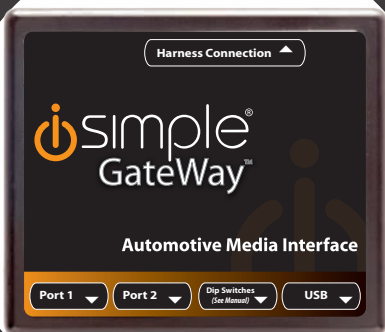 Harness Connection
isimple®
GateWay™
Automotive Media Interface
Port 1
Port 2
Dip Switches
(See Manual)
USB